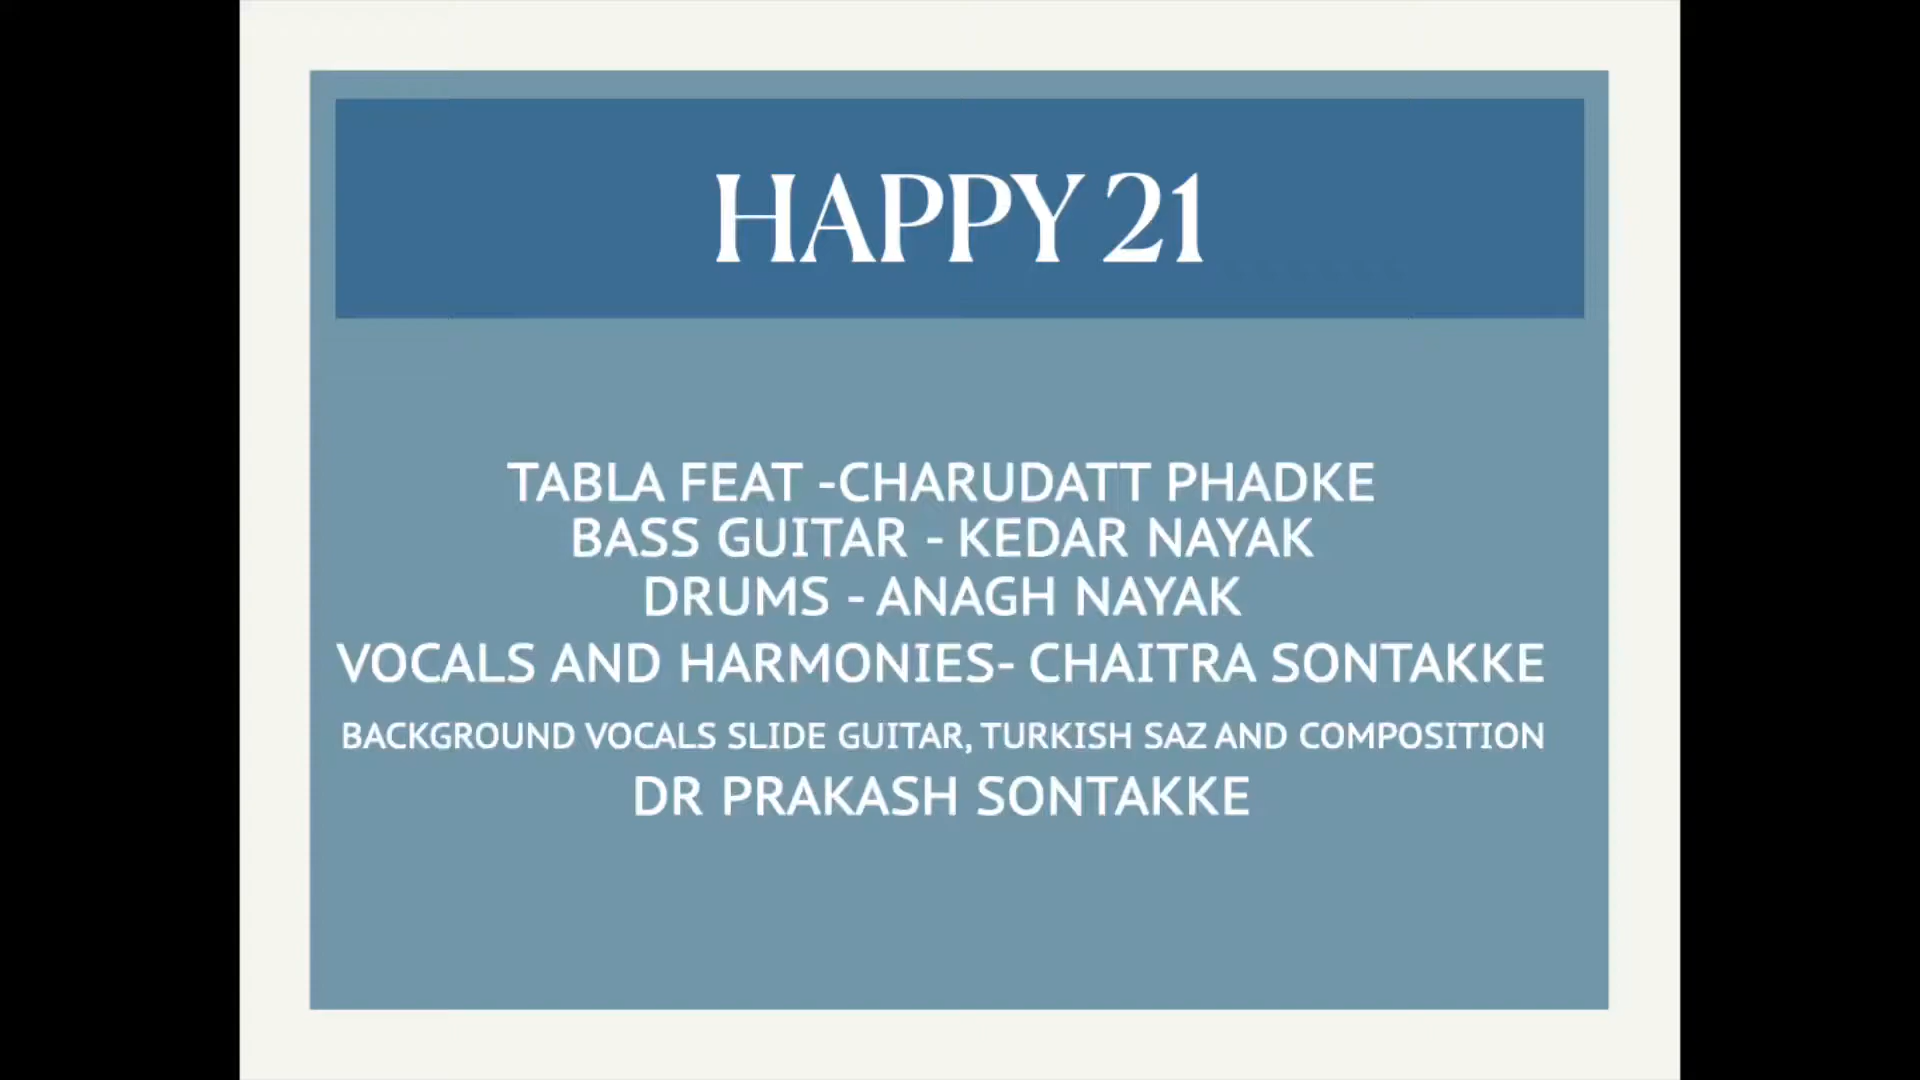 HAPPY 21
TABLA FEAT -CHARUDATT PHADKE
BASS GUITAR - KEDAR NAYAK
DRUMS - ANAGH NAYAK
VOCALS AND HARMONIES- CHAITRA SONTAKKE
BACKGROUND VOCALS SLIDE GUITAR, TURKISH SAZ AND COMPOSITION
DR PRAKASH SONTAKKE